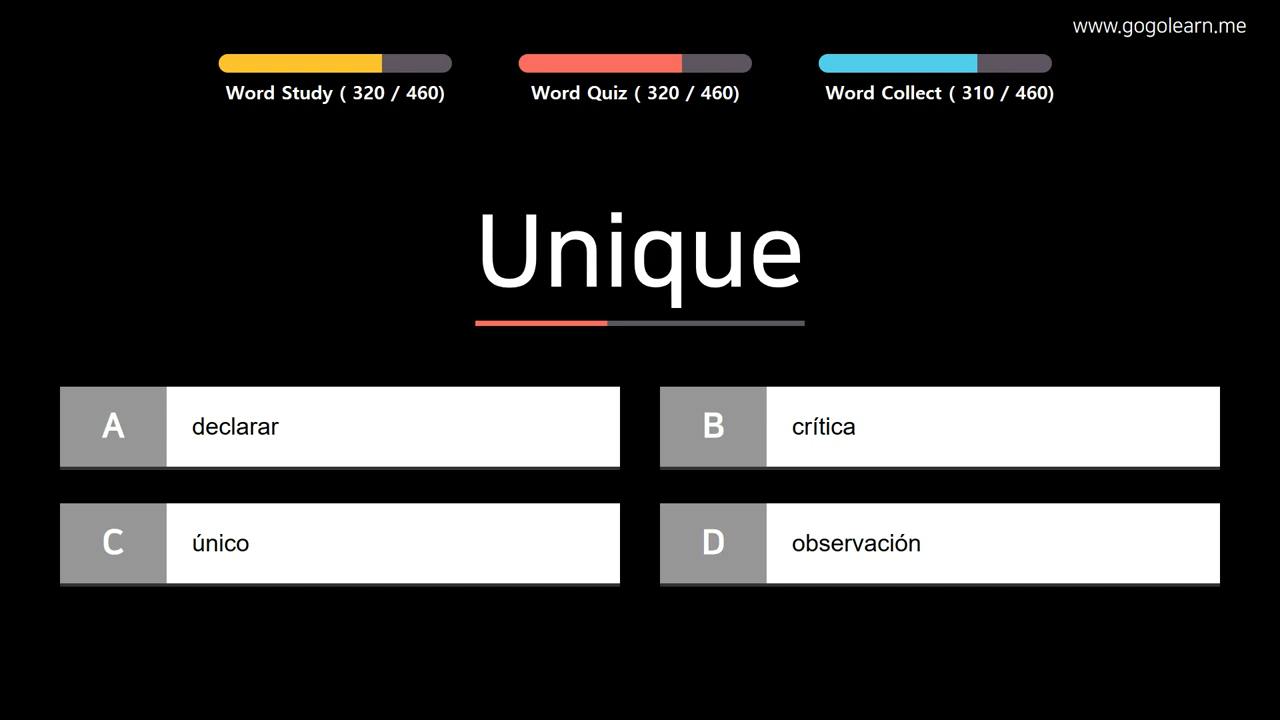 www.gogolearn.me
Word Study ( 320 / 460)
Word Quiz ( 320 / 460)
Word Collect ( 310 / 460)
Unique
A declarar
B crítica
C único
D observación